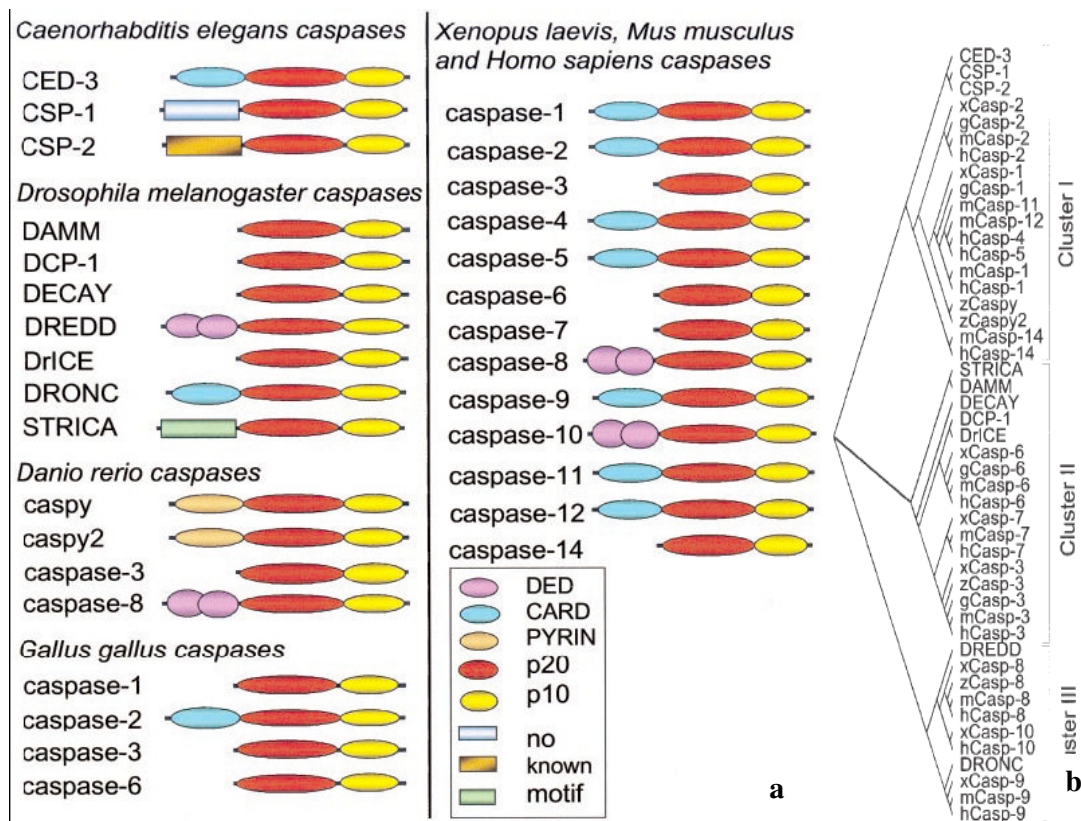 Caenorhabditis elegans caspases
CED-3
CSP-1
CSP-2
Drosophila melanogaster caspases
DAMM
DCP-1
DECAY
DREDD
DrICE
DRONC
STRICA
Danio rerio caspases
caspy
caspy2
caspase-3
caspase-8
Gallus gallus caspases
caspase-1
caspase-2
caspase-3
caspase-6
Xenopus laevis, Mus musculus
and Homo sapiens caspases
caspase-1
caspase-2
caspase-3
caspase-4
caspase-5
caspase-6
caspase-7
caspase-8
caspase-9
caspase-10
caspase-11
caspase-12
caspase-14
DED
CARD
PYRIN
p20
p10
no
known
motif
a
CED-3
CSP-1
CSP-2
xCasp-2
gCasp-2
mCasp-2
hCasp-2
xCasp-1
gCasp-1
mCasp-11
mCasp-12
hCasp-4
hCasp-5
mCasp-1
hCasp-1
zCaspy
zCaspy2
mCasp-14
hCasp-14
STRICA
DAMM
DECAY
DCP-1
DrICE
xCasp-6
gCasp-6
mCasp-6
hCasp-6
xCasp-7
mCasp-7
hCasp-7
xCasp-3
zCasp-3
gCasp-3
mCasp-3
hCasp-3
DREDD
xCasp-8
zCasp-8
mCasp-8
hCasp-8
xCasp-10
hCasp-10
DRONC
xCasp-9
mCasp-9
hCasp-9
Cluster I
Cluster II
ister III
b